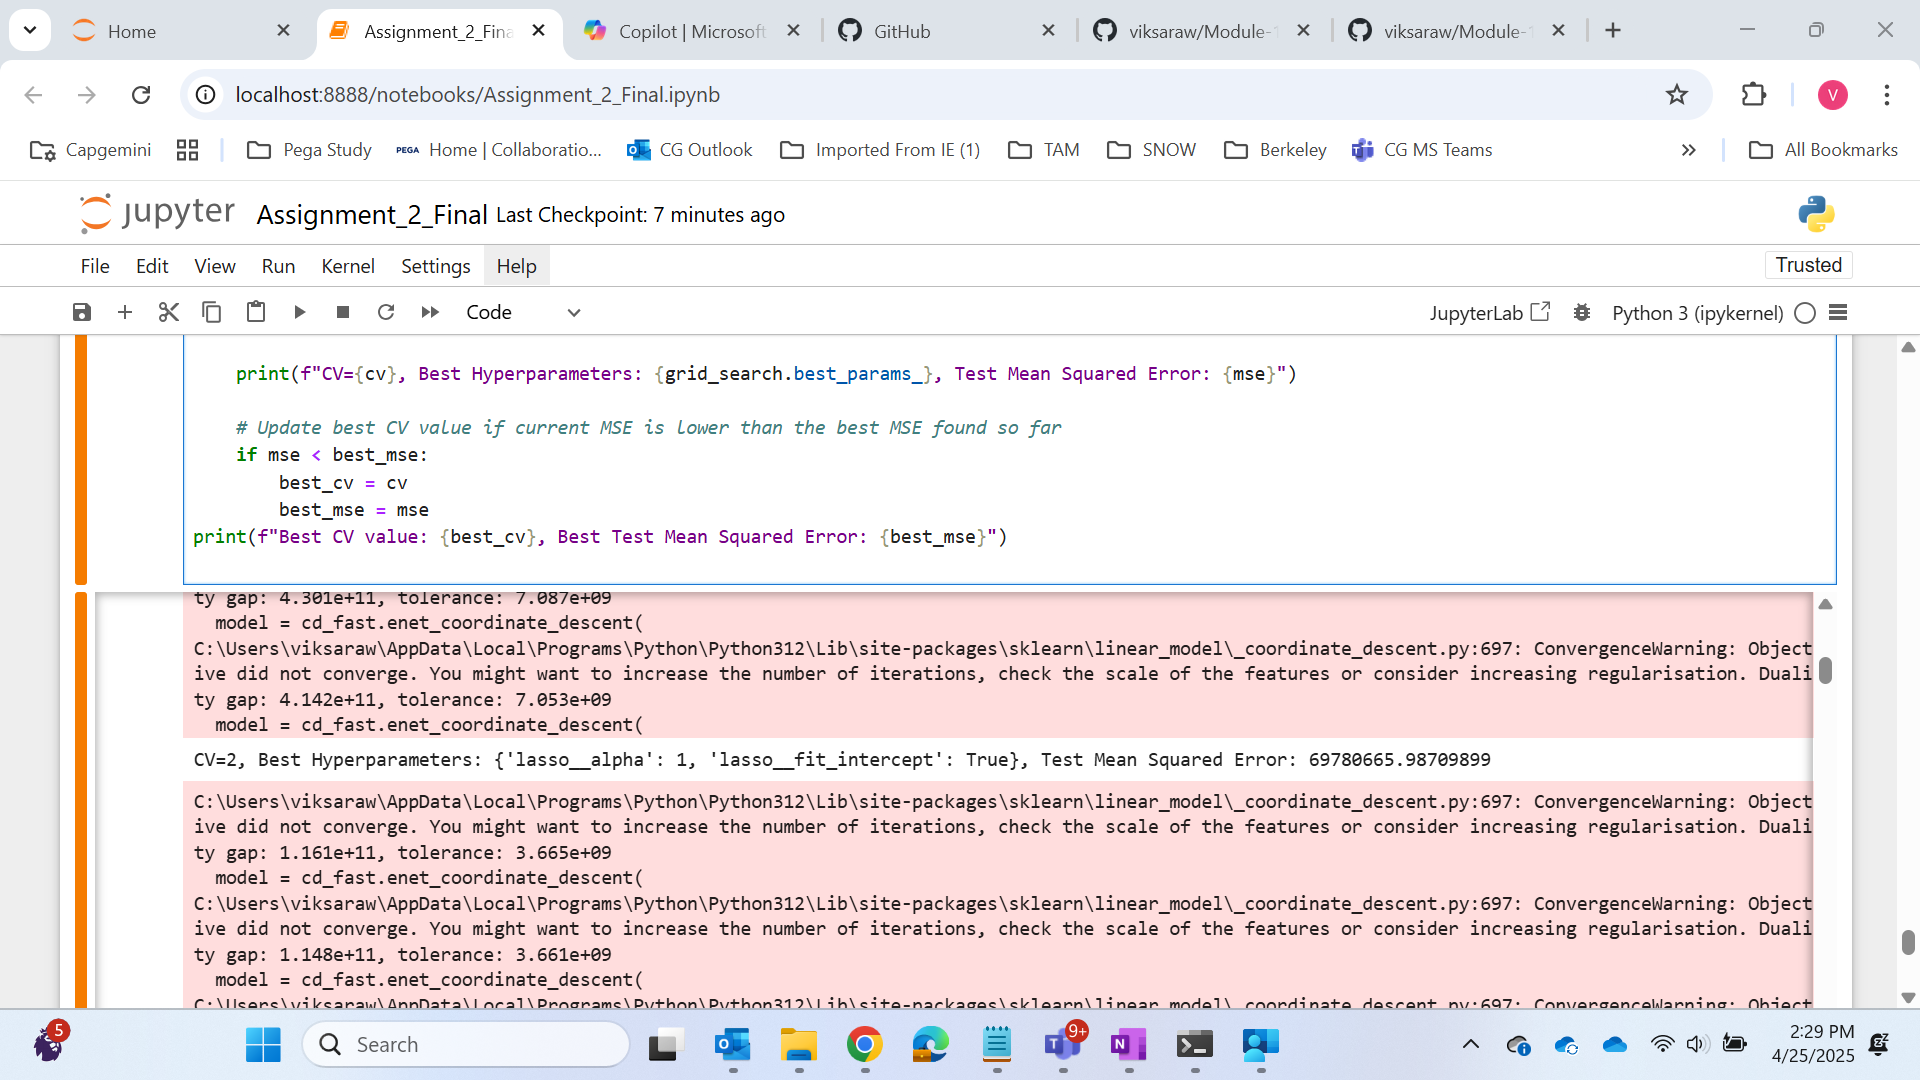 Home
Assignment_2_Fina
Copilot | Microsoft
GitHub
viksaraw/Module-1
viksaraw/Module-1
localhost:8888/notebooks/Assignment_2_Final.ipynb
V
Capgemini
Pega Study
PEGA Home | Collaboratio...
CG Outlook
Imported From IE (1)
TAM
SNOW
Berkeley
CG MS Teams
»
All Bookmarks
jupyter Assignment_2_Final Last Checkpoint: 7 minutes ago
File Edit View Run Kernel Settings Help
Trusted
Code
JupyterLab
Python 3 (ipykernel)
print(f"CV={cv}, Best Hyperparameters: {grid_search.best_params_}, Test Mean Squared Error: {mse}")
# Update best CV value if current MSE is lower than the best MSE found so far
if mse < best_mse:
best_cv = cv
best_mse = mse
print(f"Best CV value: {best_cv}, Best Test Mean Squared Error: {best_mse}")
ty gap: 4.301e+11, tolerance: 7.087e+09
model = cd_fast.enet_coordinate_descent(
C:\Users\viksaraw\AppData\Local\Programs\Python\Python312\Lib\site-packages\sklearn\linear_model\_coordinate_descent.py:697: ConvergenceWarning: Object
ive did not converge. You might want to increase the number of iterations, check the scale of the features or consider increasing regularisation. Duali
ty gap: 4.142e+11, tolerance: 7.053e+09
model = cd_fast.enet_coordinate_descent(
CV=2, Best Hyperparameters: {'lasso__alpha': 1, 'lasso__fit_intercept': True}, Test Mean Squared Error: 69780665.98709899
C:\Users\viksaraw\AppData\Local\Programs\Python\Python312\Lib\site-packages\sklearn\linear_model\_coordinate_descent.py:697: ConvergenceWarning: Object
ive did not converge. You might want to increase the number of iterations, check the scale of the features or consider increasing regularisation. Duali
ty gap: 1.161e+11, tolerance: 3.665e+09
model = cd_fast.enet_coordinate_descent(
C:\Users\viksaraw\AppData\Local\Programs\Python\Python312\Lib\site-packages\sklearn\linear_model\_coordinate_descent.py:697: ConvergenceWarning: Object
ive did not converge. You might want to increase the number of iterations, check the scale of the features or consider increasing regularisation. Duali
ty gap: 1.148e+11, tolerance: 3.661e+09
model = cd_fast.enet_coordinate_descent(
C:\Users\viksaraw\AppData\Local\Programs\Python\Python312\Lib\site-packages\sklearn\linear_model\_coordinate_descent.py:697: ConvergenceWarning: Object
5
Search
9+
2:29 PM
4/25/2025